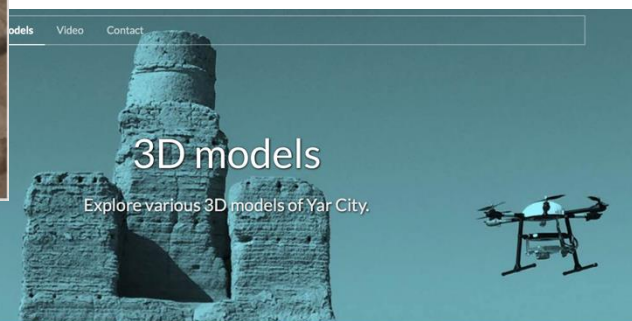 odels Video Contact
3D models
Explore various 3D models of Yar City.